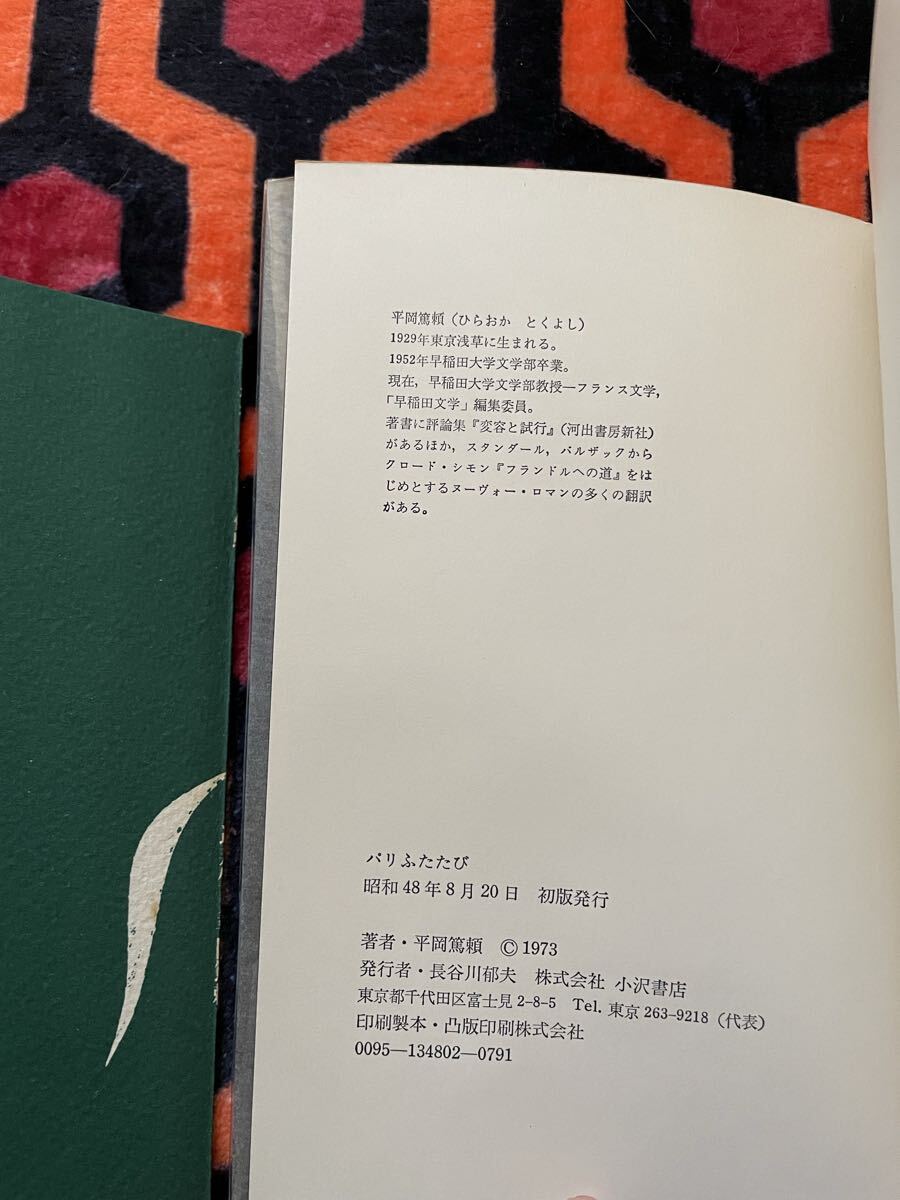 平岡篤頼（ひらおか　とくよし）
1929年東京浅草に生まれる。
1952年早稲田大学文学部卒業。
現在，早稲田大学文学部教授―フランス文学，
「早稲田文学」編集委員。
著書に評論集『変容と試行』（河出書房新社）
があるほか，スタンダール，バルザックから
クロード・シモン『フランドルへの道』をは
じめとするヌーヴォー・ロマンの多くの翻訳
がある。
パリふたたび
昭和48年8月20日　初版発行
著者・平岡篤頼　©1973
発行者・長谷川郁夫　株式会社 小沢書店
東京都千代田区富士見2-8-5　Tel. 東京 263-9218（代表）
印刷製本・凸版印刷株式会社
0095―134802―0791